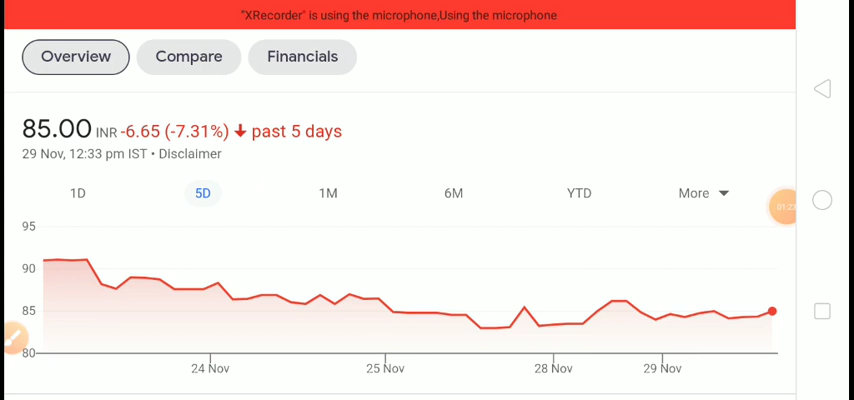 "XRecorder" is using the microphone,Using the microphone
Overview Compare Financials
85.00 INR -6.65 (-7.31%) ↓ past 5 days
29 Nov, 12:33 pm IST • Disclaimer
1D 5D 1M 6M YTD More
95
90
85
80
24 Nov 25 Nov 28 Nov 29 Nov